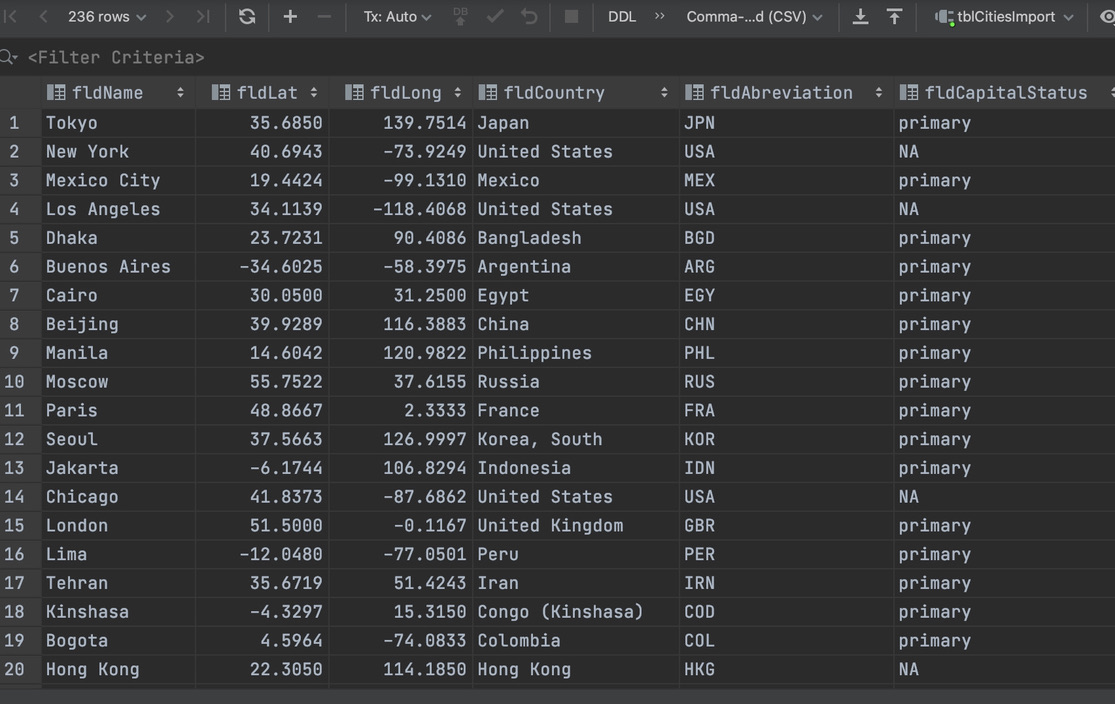 236 rows Tx: Auto DB DDL Comma-...d (CSV) tblCitiesImport
<Filter Criteria>
fldName fldLat fldLong fldCountry fldAbreviation fldCapitalStatus
1 Tokyo 35.6850 139.7514 Japan JPN primary
2 New York 40.6943 -73.9249 United States USA NA
3 Mexico City 19.4424 -99.1310 Mexico MEX primary
4 Los Angeles 34.1139 -118.4068 United States USA NA
5 Dhaka 23.7231 90.4086 Bangladesh BGD primary
6 Buenos Aires -34.6025 -58.3975 Argentina ARG primary
7 Cairo 30.0500 31.2500 Egypt EGY primary
8 Beijing 39.9289 116.3883 China CHN primary
9 Manila 14.6042 120.9822 Philippines PHL primary
10 Moscow 55.7522 37.6155 Russia RUS primary
11 Paris 48.8667 2.3333 France FRA primary
12 Seoul 37.5663 126.9997 Korea, South KOR primary
13 Jakarta -6.1744 106.8294 Indonesia IDN primary
14 Chicago 41.8373 -87.6862 United States USA NA
15 London 51.5000 -0.1167 United Kingdom GBR primary
16 Lima -12.0480 -77.0501 Peru PER primary
17 Tehran 35.6719 51.4243 Iran IRN primary
18 Kinshasa -4.3297 15.3150 Congo (Kinshasa) COD primary
19 Bogota 4.5964 -74.0833 Colombia COL primary
20 Hong Kong 22.3050 114.1850 Hong Kong HKG NA